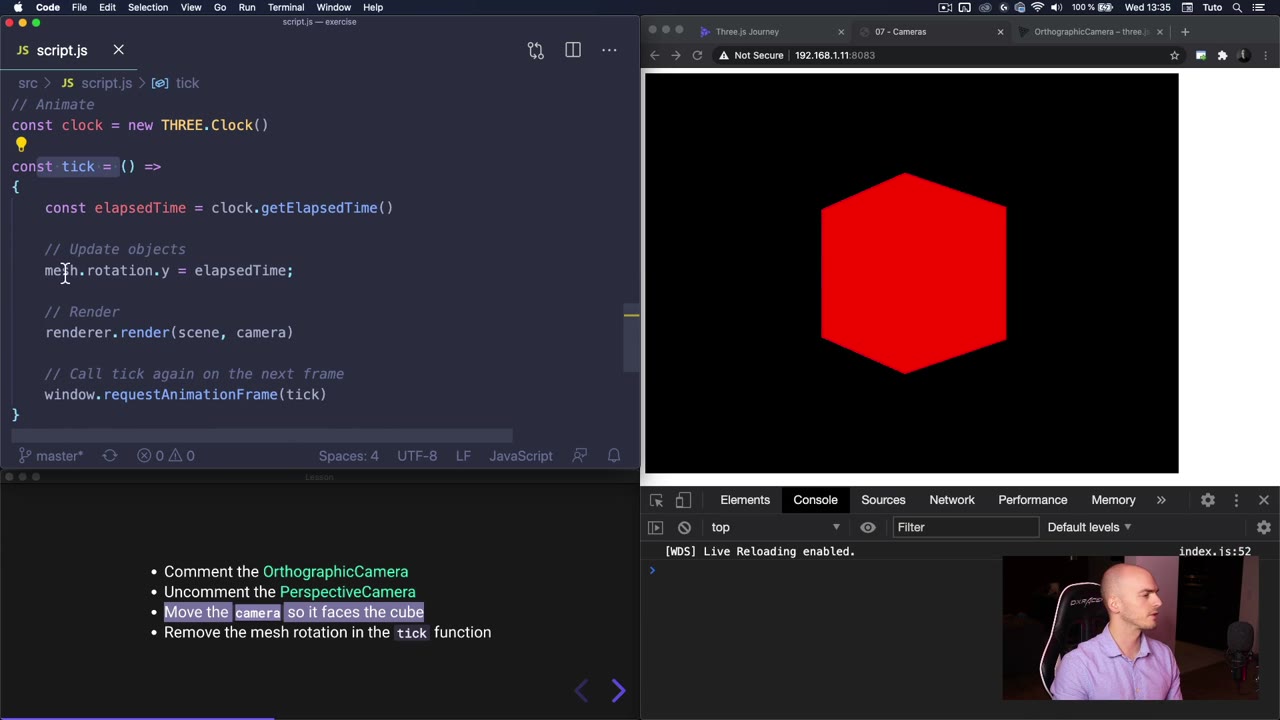 Code File Edit Selection View Go Run Terminal Window Help
100 % Wed 13:35 Tuto
script.js — exercise
JS script.js
src > JS script.js > tick
// Animate
const clock = new THREE.Clock()
const tick = () =>
{
const elapsedTime = clock.getElapsedTime()
// Update objects
mesh.rotation.y = elapsedTime;
// Render
renderer.render(scene, camera)
// Call tick again on the next frame
window.requestAnimationFrame(tick)
}
master* 0 0 Spaces: 4 UTF-8 LF JavaScript
Lesson
• Comment the OrthographicCamera
• Uncomment the PerspectiveCamera
• Move the camera so it faces the cube
• Remove the mesh rotation in the tick function
Three.js Journey 07 - Cameras OrthographicCamera – three.js
Not Secure 192.168.1.11:8083
Elements Console Sources Network Performance Memory
top Filter Default levels
[WDS] Live Reloading enabled. index.js:52